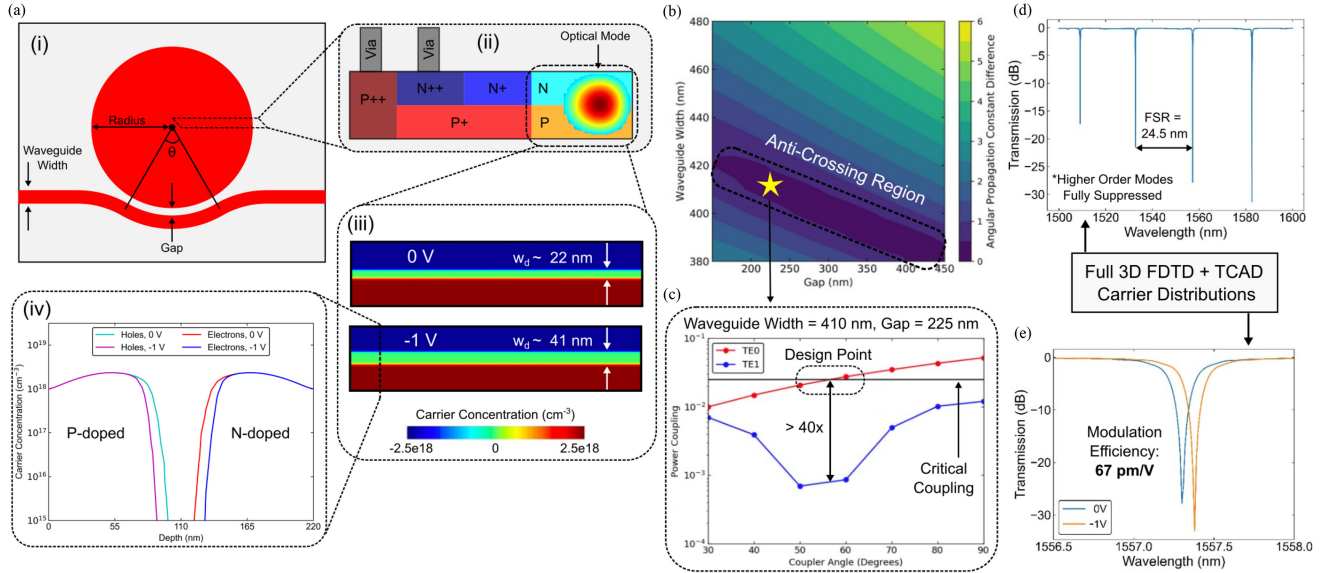 (a)
(i)
Radius
θ
Waveguide
Width
Gap
Via
Via
(ii)
Optical
Mode
P++
N++
N+
N
P+
P
(iii)
0 V
w_d ~ 22 nm
-1 V
w_d ~ 41 nm
Carrier Concentration (cm⁻³)
-2.5e18
0
2.5e18
(iv)
Holes, 0 V
Holes, -1 V
Electrons, 0 V
Electrons, -1 V
Carrier Concentration (cm⁻³)
10¹⁹
10¹⁸
10¹⁷
10¹⁶
10¹⁵
P-doped
N-doped
0
55
110
165
220
Depth (nm)
(b)
Waveguide Width (nm)
480
460
440
420
400
380
Anti-Crossing Region
200
250
300
350
400
450
Gap (nm)
6
5
4
3
2
1
0
Angular Propagation Constant Difference
(c)
Waveguide Width = 410 nm, Gap = 225 nm
Power Coupling
10⁻¹
10⁻²
10⁻³
10⁻⁴
TE0
TE1
Design Point
> 40x
Critical
Coupling
30
40
50
60
70
80
90
Coupler Angle (Degrees)
(d)
Transmission (dB)
0
−5
−10
−15
−20
−25
−30
FSR =
24.5 nm
*Higher Order Modes
Fully Suppressed
1500
1520
1540
1560
1580
1600
Wavelength (nm)
Full 3D FDTD + TCAD
Carrier Distributions
(e)
Transmission (dB)
0
−10
−20
−30
Modulation
Efficiency:
67 pm/V
0V
-1V
1556.5
1557.0
1557.5
1558.0
Wavelength (nm)